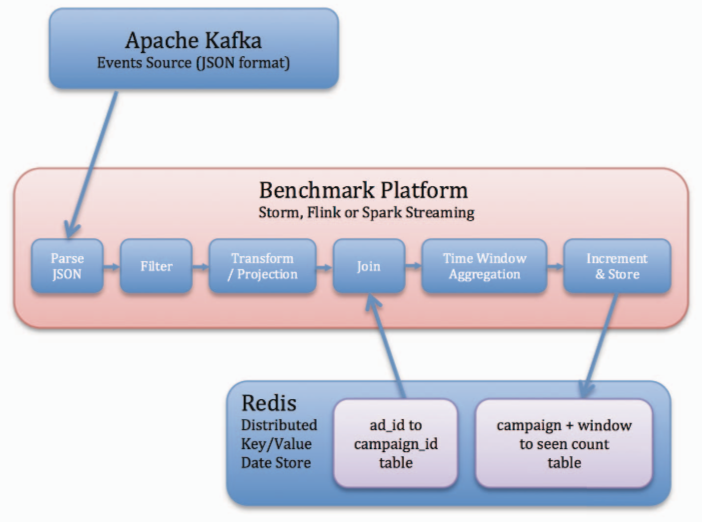 Apache Kafka
Events Source (JSON format)
Benchmark Platform
Storm, Flink or Spark Streaming
Parse
JSON
Filter
Transform
/ Projection
Join
Time Window
Aggregation
Increment
& Store
Redis
Distributed
Key/Value
Date Store
ad_id to
campaign_id
table
campaign + window
to seen count
table